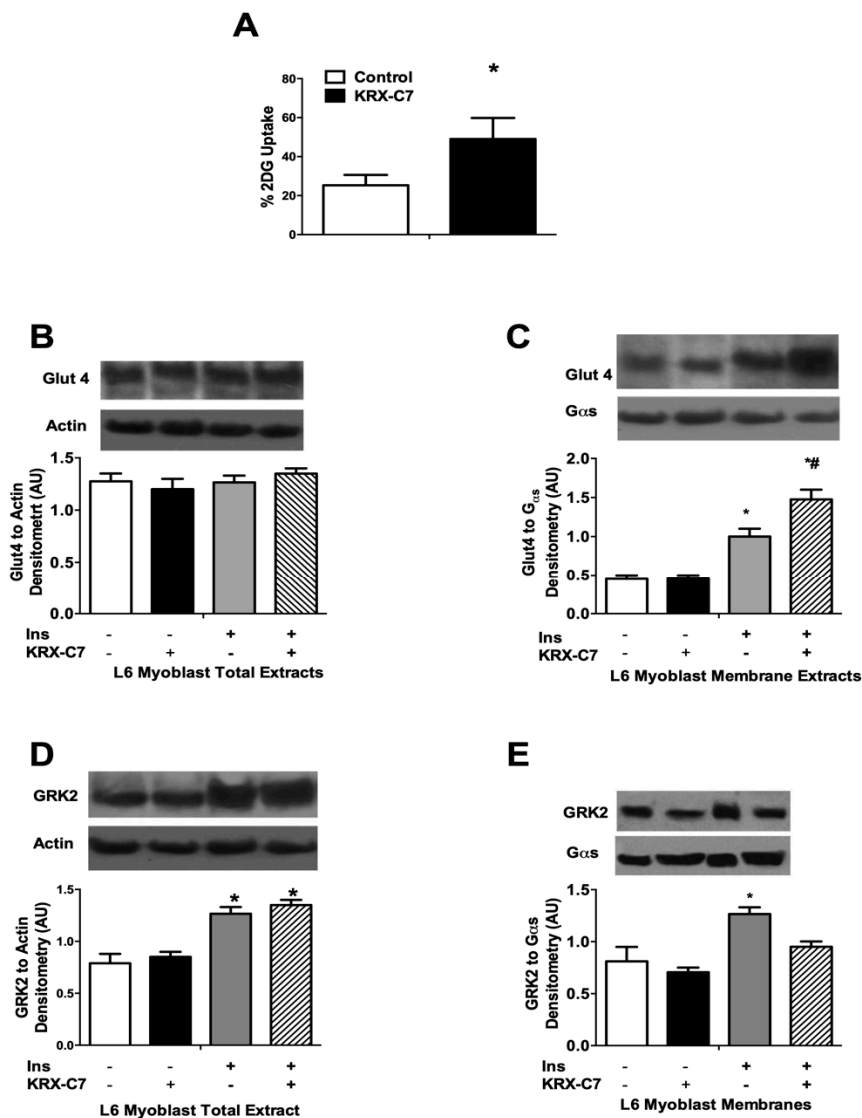 A
*
Control
KRX-C7
80
60
40
20
0
% 2DG Uptake
B
Glut 4
Actin
1.5
1.0
0.5
0.0
Glut4 to Actin
Densitometrt (AU)
Ins - - + +
KRX-C7 - + - +
L6 Myoblast Total Extracts
C
Glut 4
Gαs
2.0
1.5
1.0
0.5
0.0
Glut4 to Gαs
Densitometry (AU)
*
*#
Ins - - + +
KRX-C7 - + - +
L6 Myoblast Membrane Extracts
D
GRK2
Actin
1.5
1.0
0.5
0.0
GRK2 to Actin
Densitometry (AU)
*
*
Ins - - + +
KRX-C7 - + - +
L6 Myoblast Total Extract
E
GRK2
Gαs
1.5
1.0
0.5
0.0
GRK2 to Gαs
Densitometry (AU)
*
Ins - - + +
KRX-C7 - + - +
L6 Myoblast Membranes